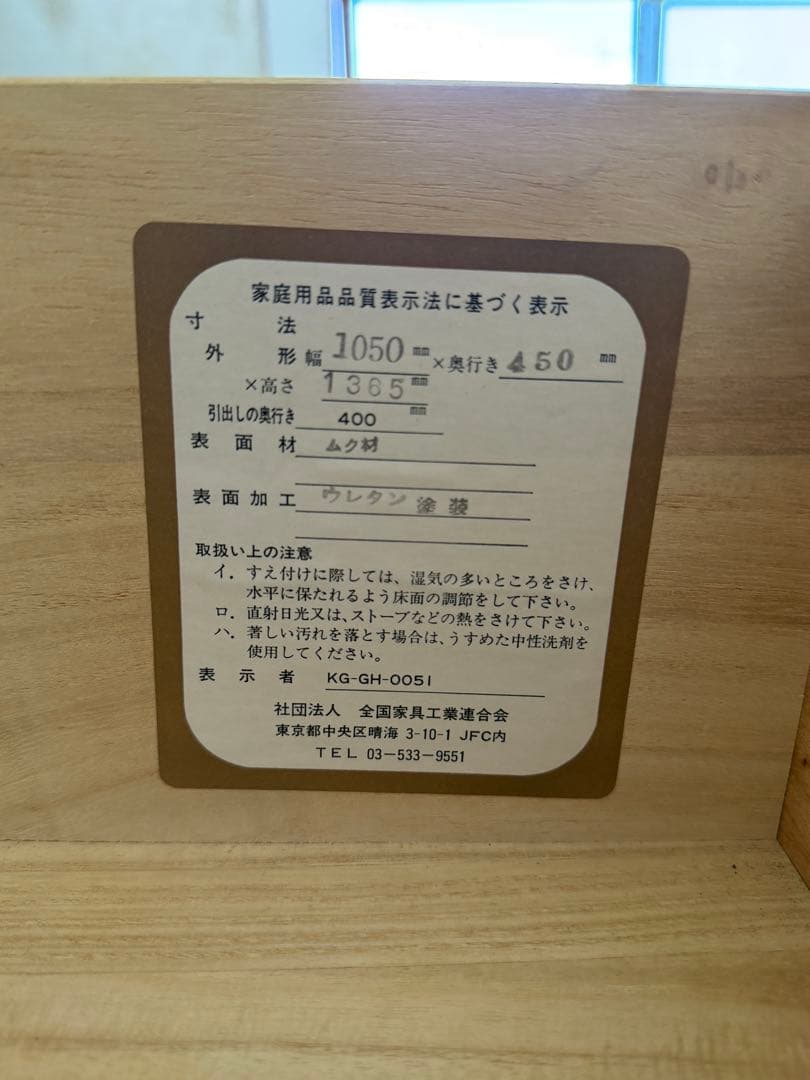 家庭用品品質表示法に基づく表示
寸法
外形 幅 1050 mm ×奥行き 450 mm
×高さ 1365 mm
引出しの奥行き 400 mm
表面材 ムク材
表面加工 ウレタン塗装
取扱い上の注意
イ．すえ付けに際しては、湿気の多いところをさけ、
水平に保たれるよう床面の調節をして下さい。
ロ．直射日光又は、ストーブなどの熱をさけて下さい。
ハ．著しい汚れを落とす場合は、うすめた中性洗剤を
使用してください。
表示者 KG-GH-0051
社団法人 全国家具工業連合会
東京都中央区晴海 3-10-1 JFC内
TEL 03-533-9551